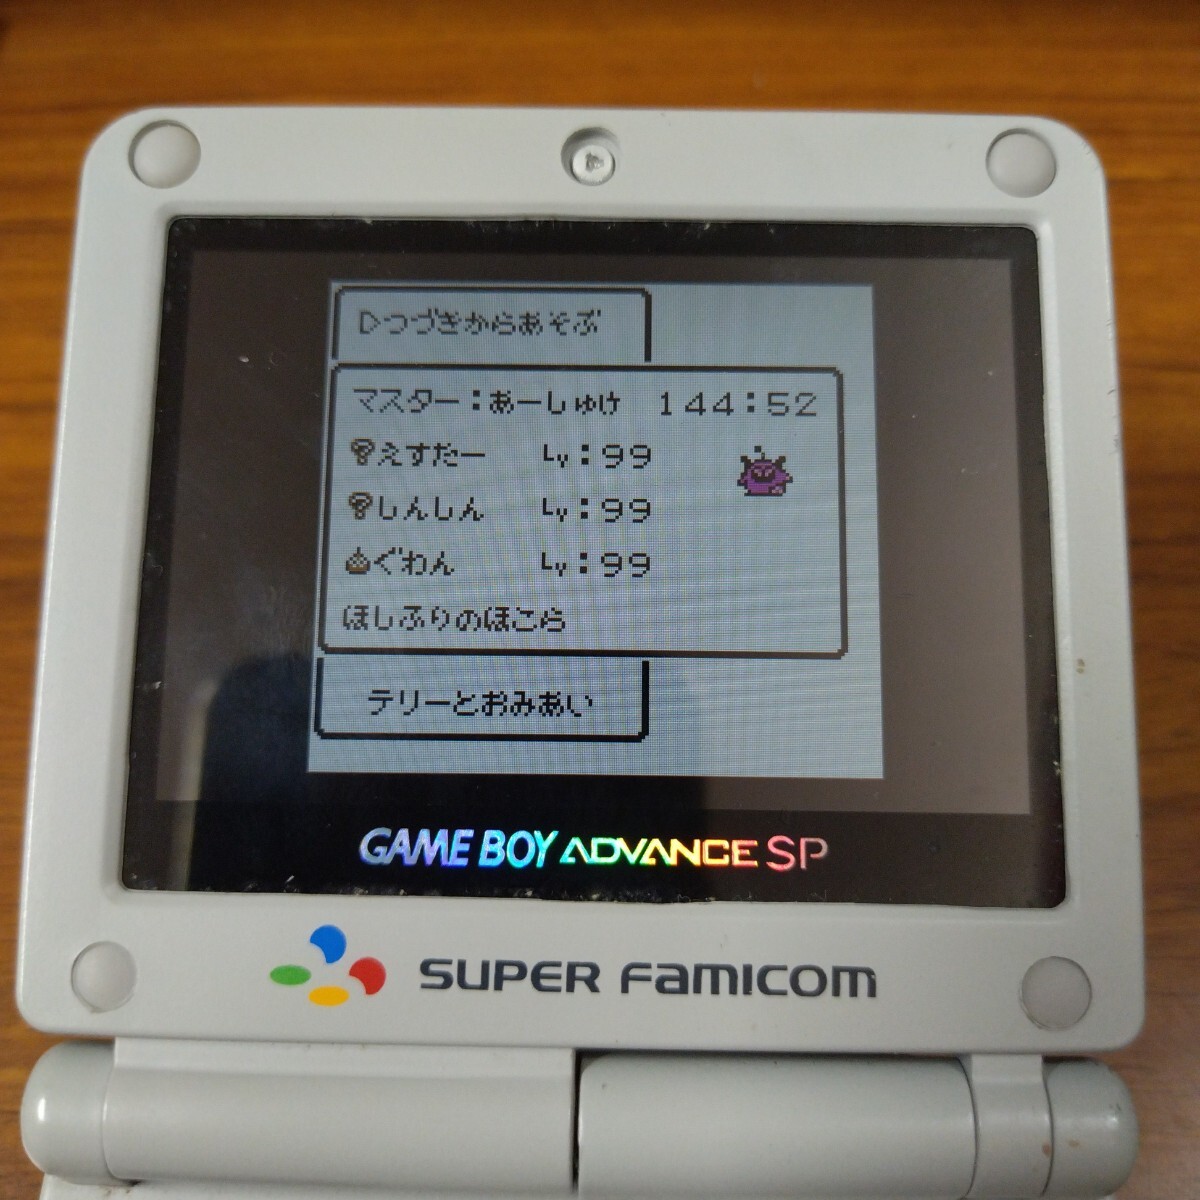 ▷つづきからあそぶ
マスター:あーしゅけ 144:52
えすだー Lv:99
しんしん Lv:99
ぐわん Lv:99
ほしふりのほこら
テリーとおみあい
GAME BOY ADVANCE SP
SUPER FAMICOM